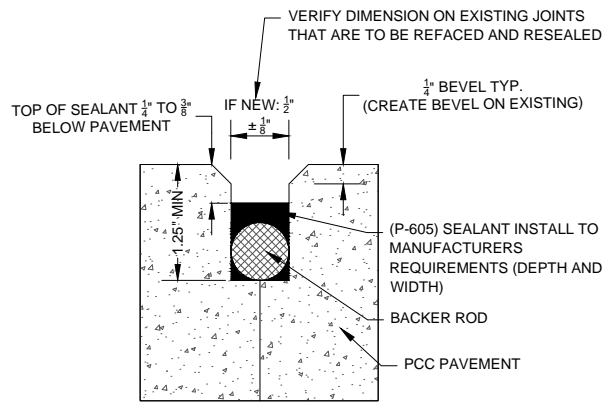 VERIFY DIMENSION ON EXISTING JOINTS
THAT ARE TO BE REFACED AND RESEALED
TOP OF SEALANT 1/4" TO 3/8"
BELOW PAVEMENT
IF NEW: 1/2"
± 1/8"
1/4" BEVEL TYP.
(CREATE BEVEL ON EXISTING)
1.25" MIN
(P-605) SEALANT INSTALL TO
MANUFACTURERS
REQUIREMENTS (DEPTH AND
WIDTH)
BACKER ROD
PCC PAVEMENT